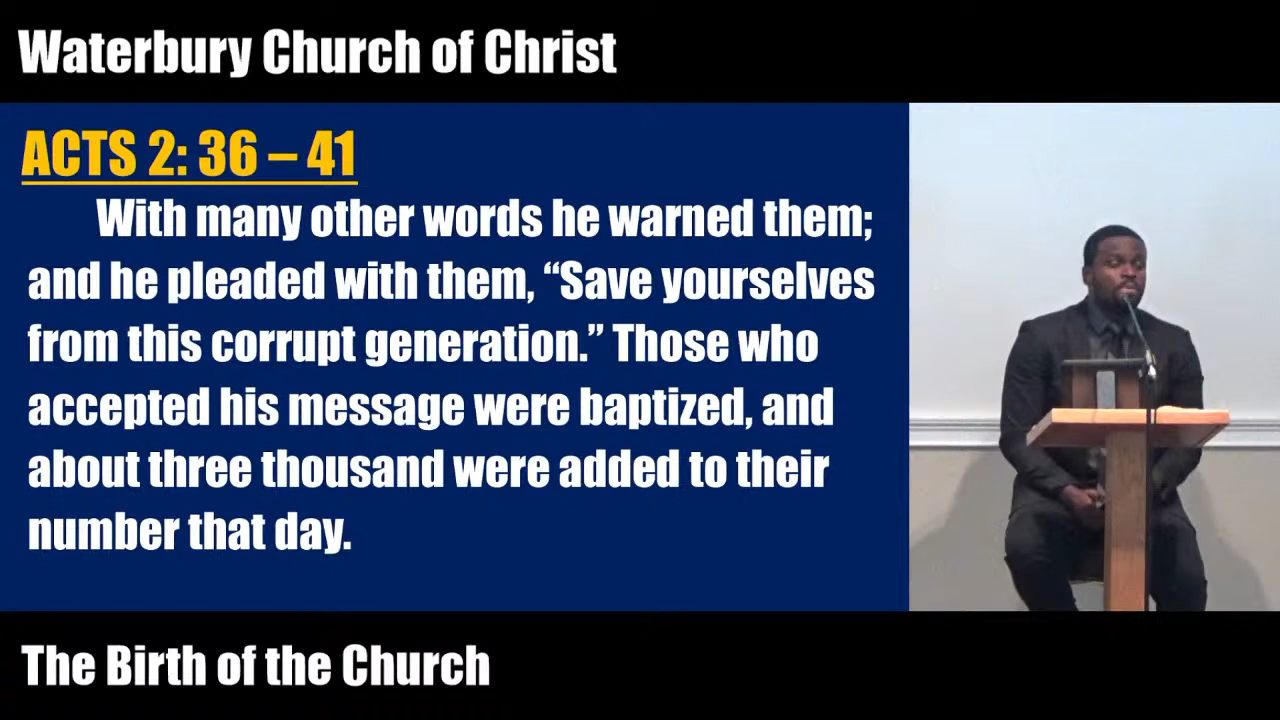 Waterbury Church of Christ
ACTS 2: 36 – 41
With many other words he warned them;
and he pleaded with them, “Save yourselves
from this corrupt generation.” Those who
accepted his message were baptized, and
about three thousand were added to their
number that day.
The Birth of the Church